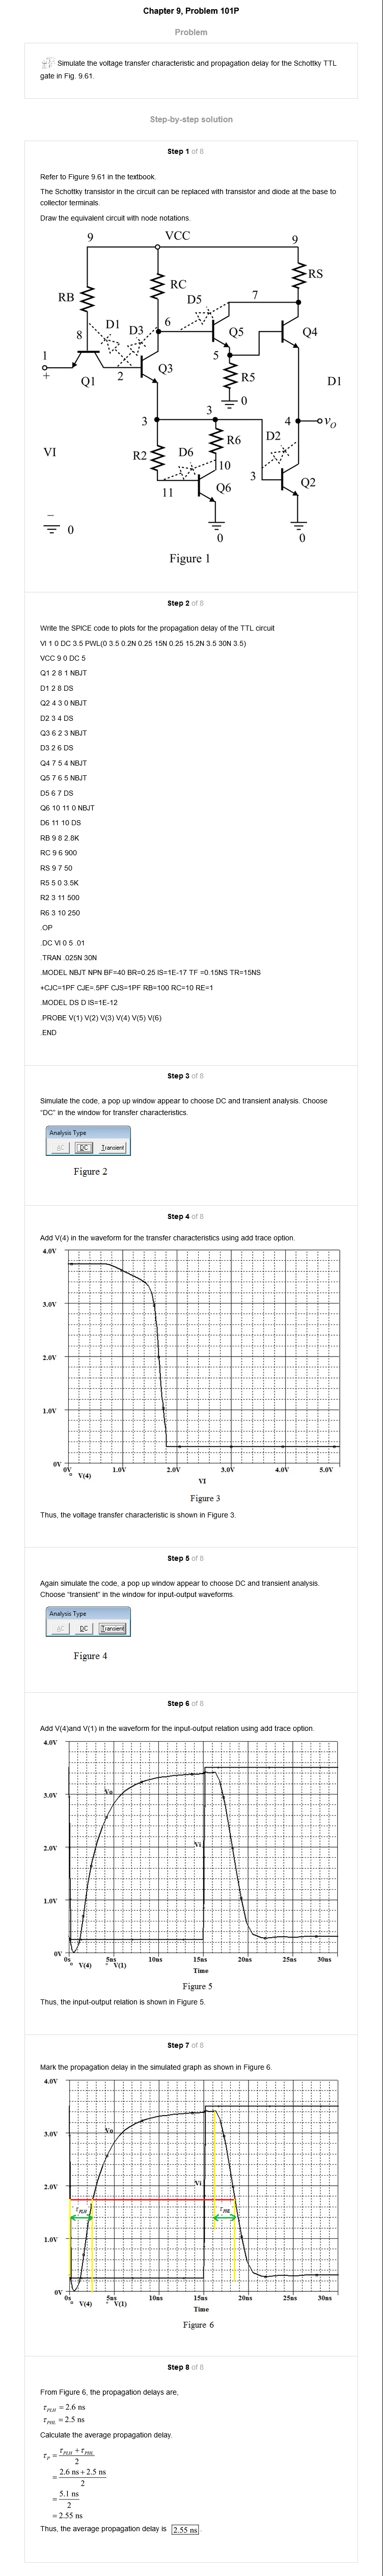 Chapter 9, Problem 101P
Problem
Simulate the voltage transfer characteristic and propagation delay for the Schottky TTL
gate in Fig. 9.61.
Step-by-step solution
Step 1 of 8
Refer to Figure 9.61 in the textbook.
The Schottky transistor in the circuit can be replaced with transistor and diode at the base to
collector terminals.
Draw the equivalent circuit with node notations.
9 VCC 9
RB RC RS
D5 7
8 D1 D3 6 Q5 Q4
1 5
+ Q1 2 Q3 R5 D1
0
3 3 4 vO
VI R2 D6 R6 D2
10 3
11 Q6 Q2
− 0 0 0
Figure 1
Step 2 of 8
Write the SPICE code to plots for the propagation delay of the TTL circuit
VI 1 0 DC 3.5 PWL(0 3.5 0.2N 0.25 15N 0.25 15.2N 3.5 30N 3.5)
VCC 9 0 DC 5
Q1 2 8 1 NBJT
D1 2 8 DS
Q2 4 3 0 NBJT
D2 3 4 DS
Q3 6 2 3 NBJT
D3 2 6 DS
Q4 7 5 4 NBJT
Q5 7 6 5 NBJT
D5 6 7 DS
Q6 10 11 0 NBJT
D6 11 10 DS
RB 9 8 2.8K
RC 9 6 900
RS 9 7 50
R5 5 0 3.5K
R2 3 11 500
R6 3 10 250
.OP
.DC VI 0 5 .01
.TRAN .025N 30N
.MODEL NBJT NPN BF=40 BR=0.25 IS=1E-17 TF =0.15NS TR=15NS
+CJC=1PF CJE=.5PF CJS=1PF RB=100 RC=10 RE=1
.MODEL DS D IS=1E-12
.PROBE V(1) V(2) V(3) V(4) V(5) V(6)
.END
Step 3 of 8
Simulate the code, a pop up window appear to choose DC and transient analysis. Choose
“DC” in the window for transfer characteristics.
Analysis Type
AC DC Transient
Figure 2
Step 4 of 8
Add V(4) in the waveform for the transfer characteristics using add trace option.
4.0V
3.0V
2.0V
1.0V
0V
0V 1.0V 2.0V 3.0V 4.0V 5.0V
V(4)
VI
Figure 3
Thus, the voltage transfer characteristic is shown in Figure 3.
Step 5 of 8
Again simulate the code, a pop up window appear to choose DC and transient analysis.
Choose “transient” in the window for input-output waveforms.
Analysis Type
AC DC Transient
Figure 4
Step 6 of 8
Add V(4)and V(1) in the waveform for the input-output relation using add trace option.
4.0V
3.0V Vo
2.0V Vi
1.0V
0V
0s 5ns 10ns 15ns 20ns 25ns 30ns
V(4) V(1)
Time
Figure 5
Thus, the input-output relation is shown in Figure 5.
Step 7 of 8
Mark the propagation delay in the simulated graph as shown in Figure 6.
4.0V
3.0V Vo
2.0V Vi
τPLH τPHL
1.0V
0V
0s 5ns 10ns 15ns 20ns 25ns 30ns
V(4) V(1)
Time
Figure 6
Step 8 of 8
From Figure 6, the propagation delays are,
τPLH = 2.6 ns
τPHL = 2.5 ns
Calculate the average propagation delay.
τP = τPLH + τPHL
2
= 2.6 ns + 2.5 ns
2
= 5.1 ns
2
= 2.55 ns
Thus, the average propagation delay is 2.55 ns.